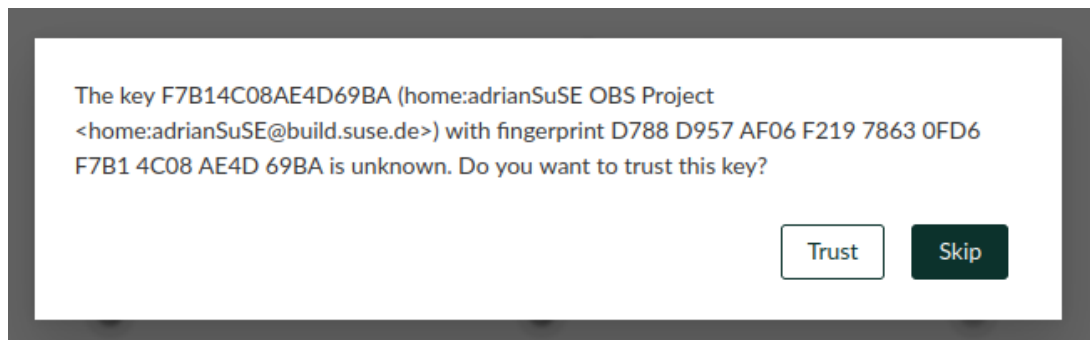 The key F7B14C08AE4D69BA (home:adrianSuSE OBS Project
<home:adrianSuSE@build.suse.de>) with fingerprint D788 D957 AF06 F219 7863 0FD6
F7B1 4C08 AE4D 69BA is unknown. Do you want to trust this key?
Trust Skip